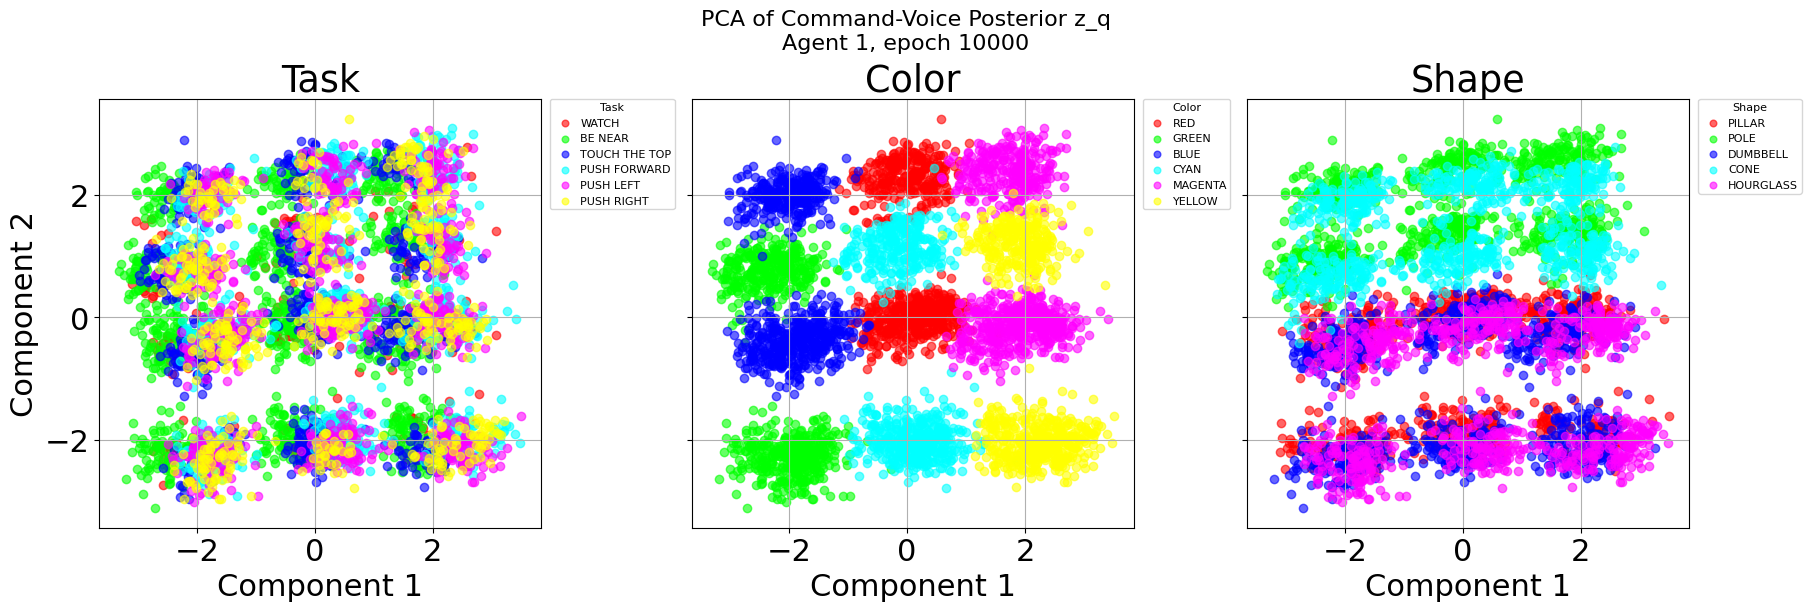 PCA of Command-Voice Posterior z_q
Agent 1, epoch 10000
Task
Color
Shape
Task
WATCH
BE NEAR
TOUCH THE TOP
PUSH FORWARD
PUSH LEFT
PUSH RIGHT
Color
RED
GREEN
BLUE
CYAN
MAGENTA
YELLOW
Shape
PILLAR
POLE
DUMBBELL
CONE
HOURGLASS
Component 2
2
0
−2
−2 0 2
−2 0 2
−2 0 2
Component 1
Component 1
Component 1